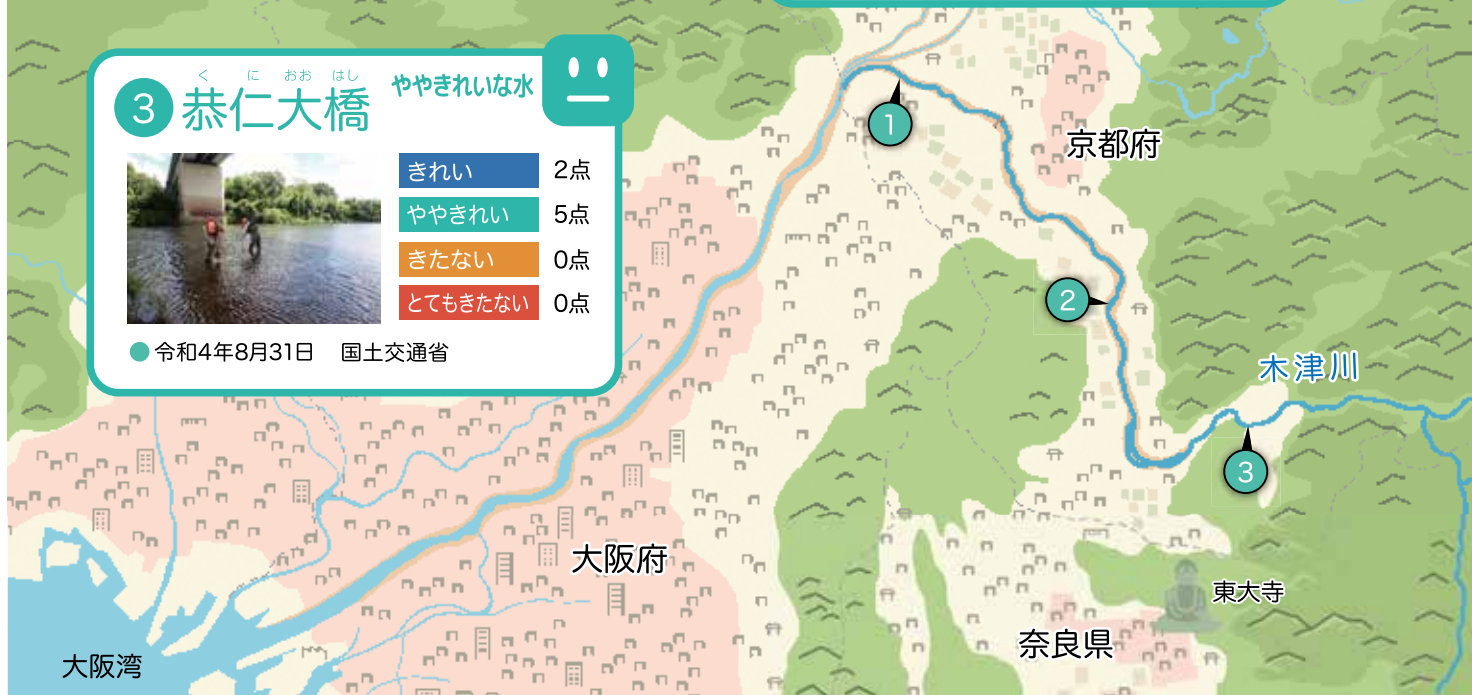 く に おお はし
3 恭仁大橋 ややきれいな水
きれい 2点
ややきれい 5点
きたない 0点
とてもきたない 0点
令和4年8月31日 国土交通省
1
京都府
2
木津川
3
大阪府
東大寺
奈良県
大阪湾